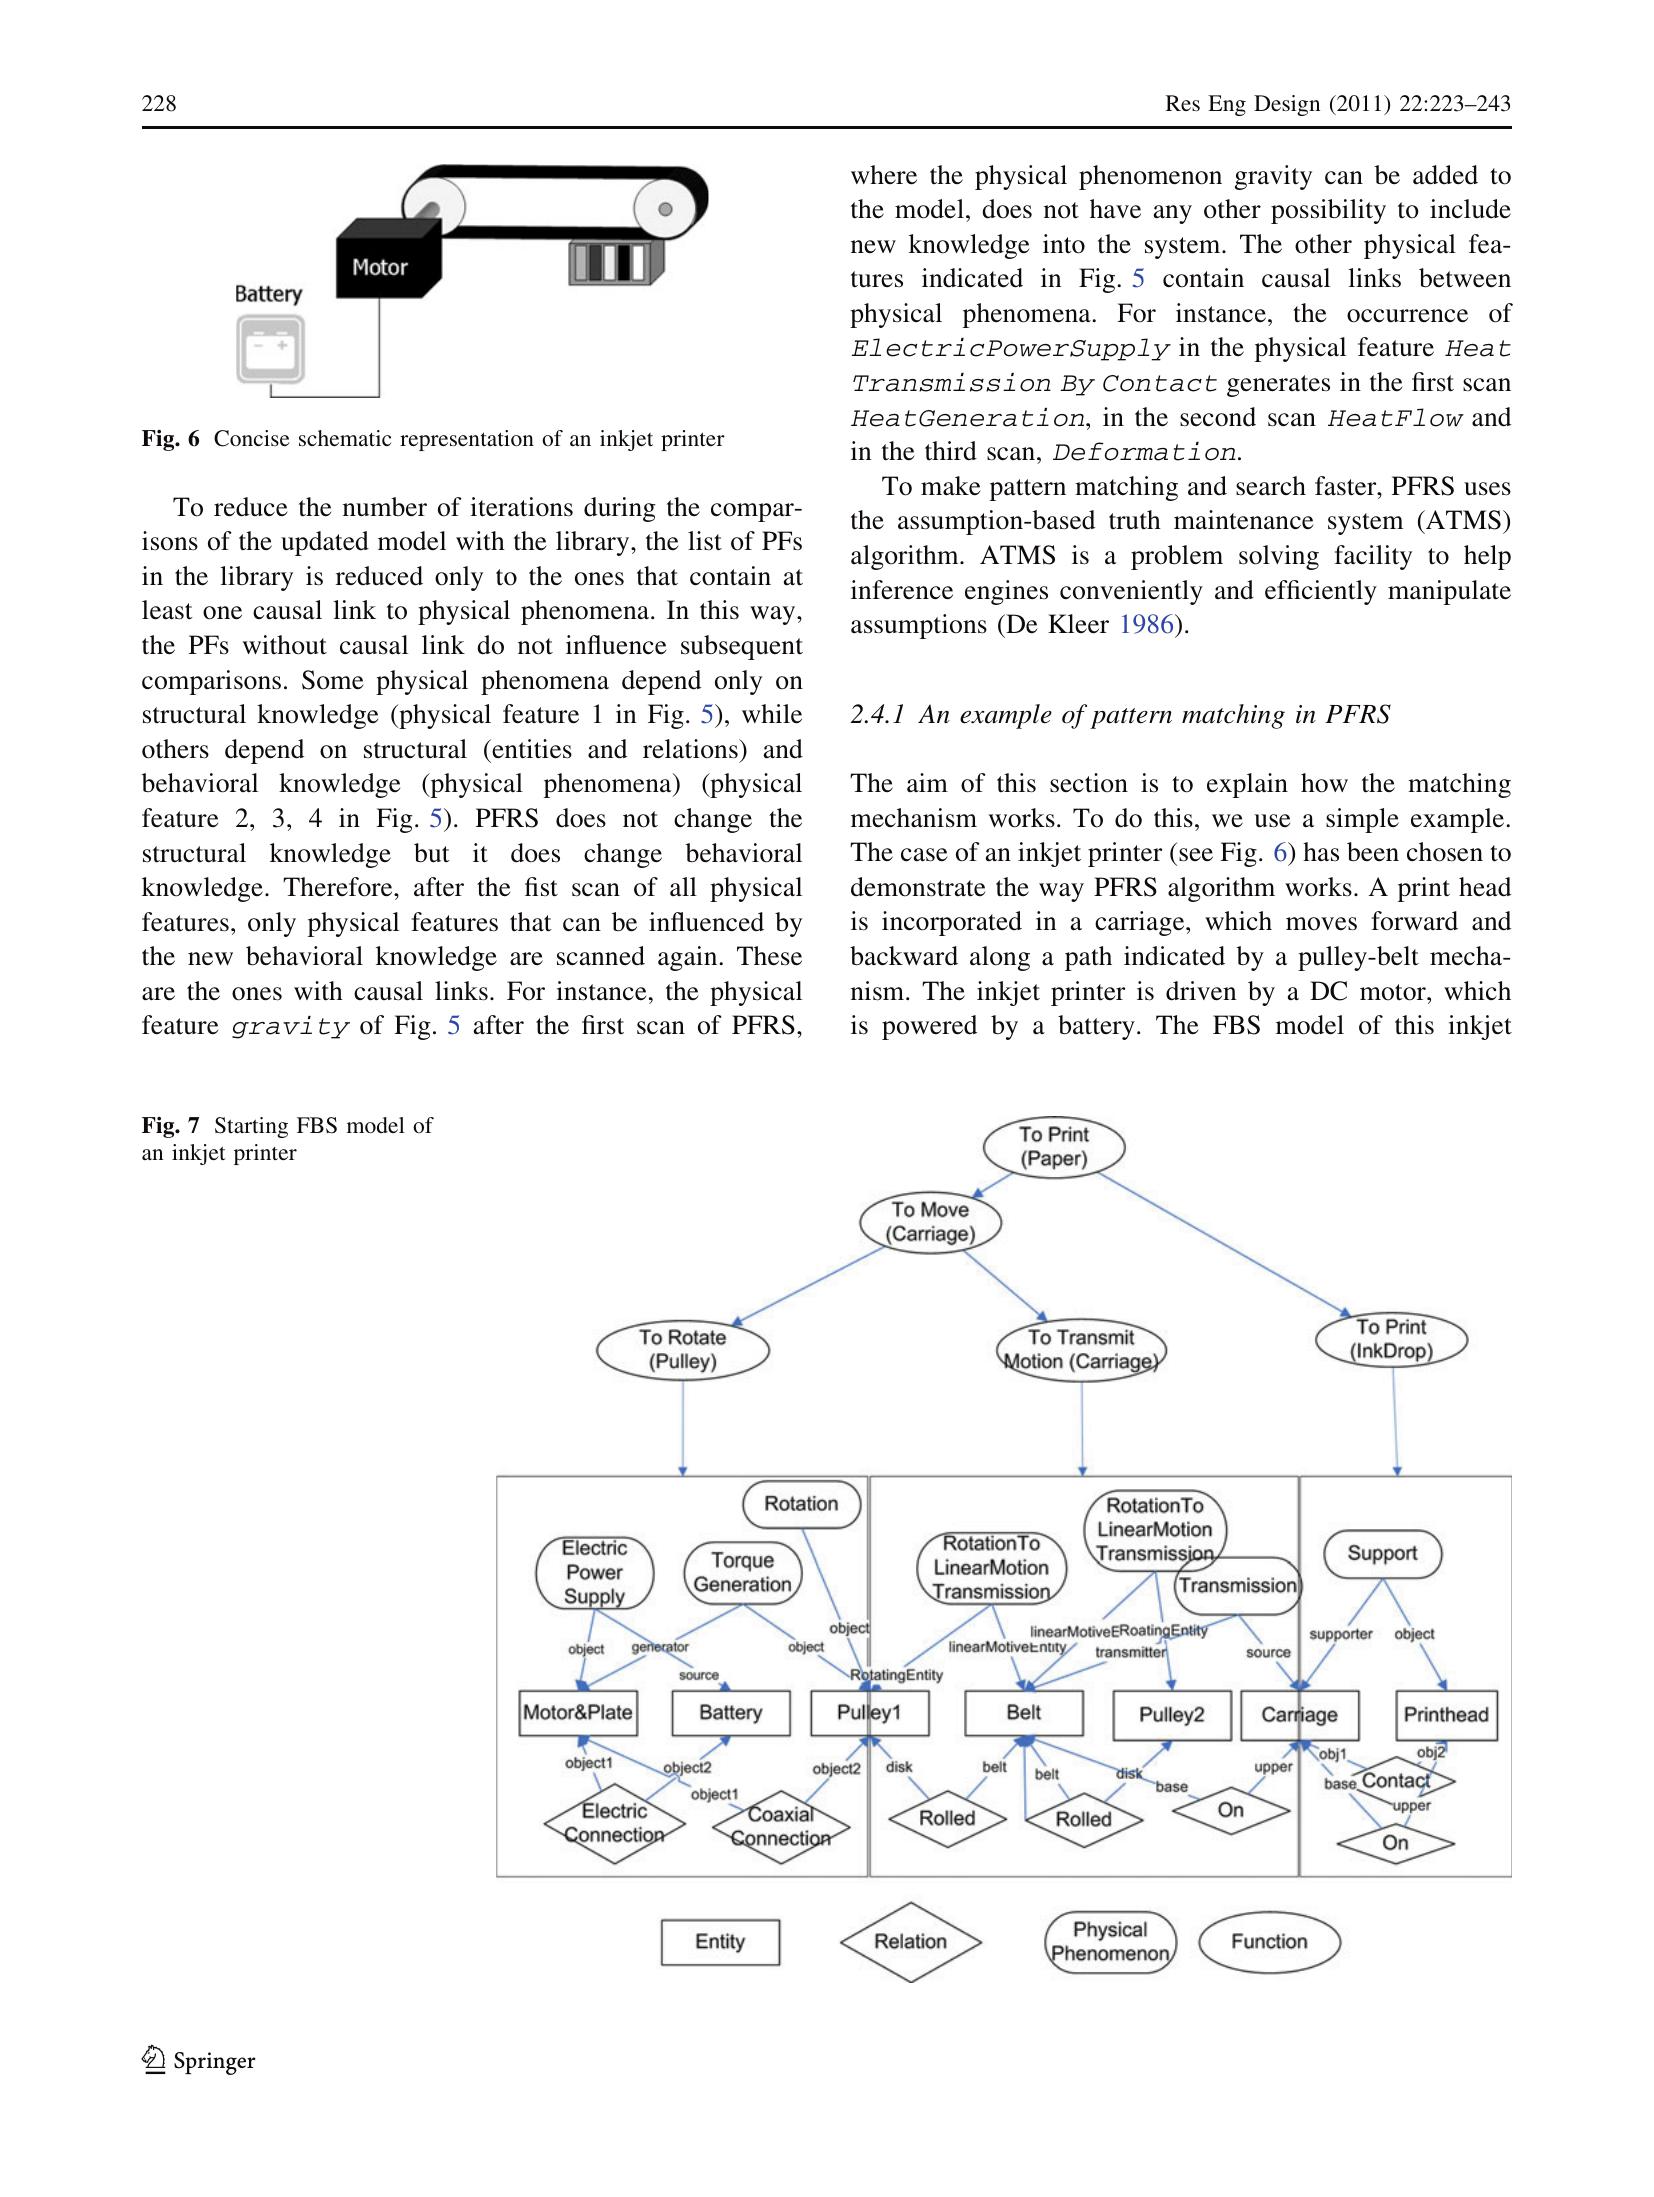 228
Res Eng Design (2011) 22:223–243
Motor
Battery
Fig. 6 Concise schematic representation of an inkjet printer
To reduce the number of iterations during the compar-
isons of the updated model with the library, the list of PFs
in the library is reduced only to the ones that contain at
least one causal link to physical phenomena. In this way,
the PFs without causal link do not influence subsequent
comparisons. Some physical phenomena depend only on
structural knowledge (physical feature 1 in Fig. 5), while
others depend on structural (entities and relations) and
behavioral knowledge (physical phenomena) (physical
feature 2, 3, 4 in Fig. 5). PFRS does not change the
structural knowledge but it does change behavioral
knowledge. Therefore, after the fist scan of all physical
features, only physical features that can be influenced by
the new behavioral knowledge are scanned again. These
are the ones with causal links. For instance, the physical
feature gravity of Fig. 5 after the first scan of PFRS,
where the physical phenomenon gravity can be added to
the model, does not have any other possibility to include
new knowledge into the system. The other physical fea-
tures indicated in Fig. 5 contain causal links between
physical phenomena. For instance, the occurrence of
ElectricPowerSupply in the physical feature Heat
Transmission By Contact generates in the first scan
HeatGeneration, in the second scan HeatFlow and
in the third scan, Deformation.
To make pattern matching and search faster, PFRS uses
the assumption-based truth maintenance system (ATMS)
algorithm. ATMS is a problem solving facility to help
inference engines conveniently and efficiently manipulate
assumptions (De Kleer 1986).
2.4.1 An example of pattern matching in PFRS
The aim of this section is to explain how the matching
mechanism works. To do this, we use a simple example.
The case of an inkjet printer (see Fig. 6) has been chosen to
demonstrate the way PFRS algorithm works. A print head
is incorporated in a carriage, which moves forward and
backward along a path indicated by a pulley-belt mecha-
nism. The inkjet printer is driven by a DC motor, which
is powered by a battery. The FBS model of this inkjet
Fig. 7 Starting FBS model of
an inkjet printer
To Print
(Paper)
To Move
(Carriage)
To Rotate
(Pulley)
To Transmit
Motion (Carriage)
To Print
(InkDrop)
Rotation
Electric
Power
Supply
Torque
Generation
RotationTo
LinearMotion
Transmission
RotationTo
LinearMotion
Transmission
Transmission
Support
object
generator
source
object
object
RotatingEntity
linearMotiveEntity
linearMotiveERoatingEntity
transmitter
source
supporter
object
Motor&Plate
Battery
Pulley1
Belt
Pulley2
Carriage
Printhead
object1
object2
object1
object2
disk
belt
belt
disk
base
upper
obj1
obj2
base
upper
Electric
Connection
Coaxial
Connection
Rolled
Rolled
On
Contact
On
Entity
Relation
Physical
Phenomenon
Function
Springer